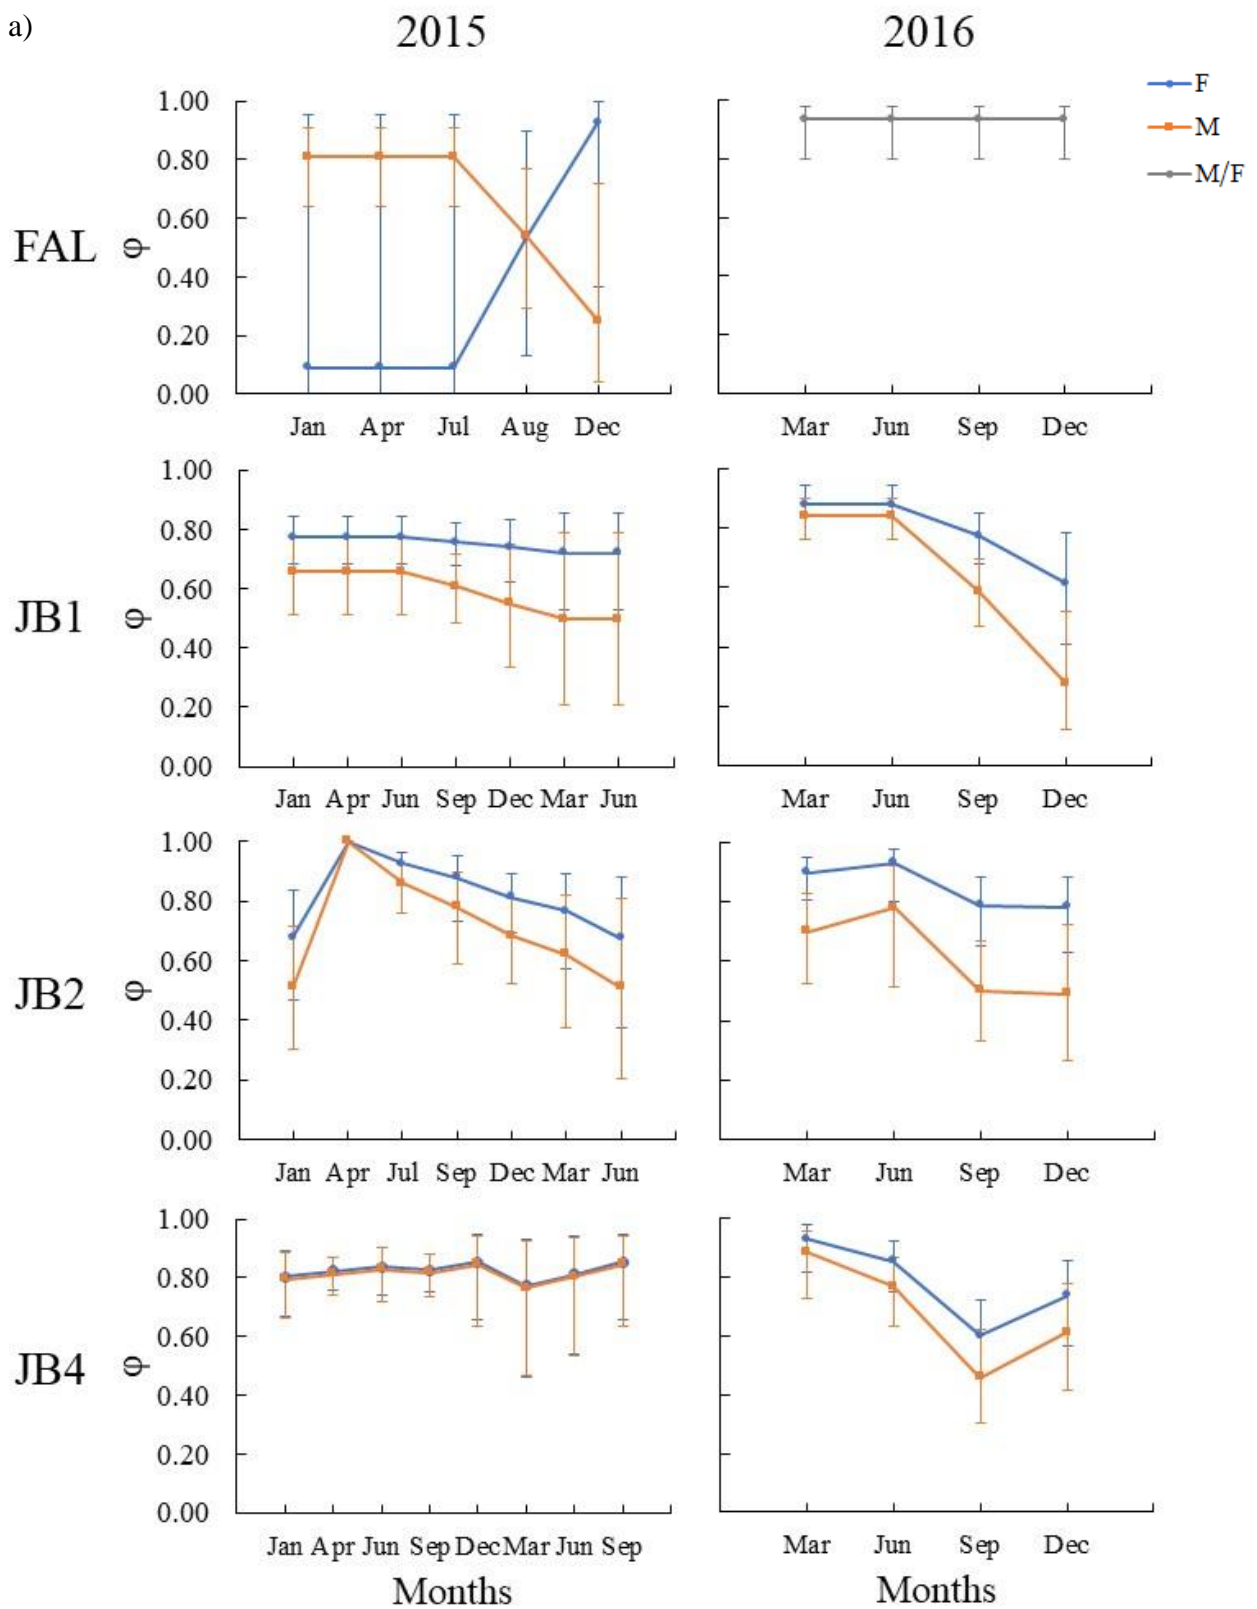 a)
2015
2016
F
M
M/F
FAL
φ
1.00
0.80
0.60
0.40
0.20
0.00
Jan Apr Jul Aug Dec
Mar Jun Sep Dec
JB1
φ
1.00
0.80
0.60
0.40
0.20
0.00
Jan Apr Jun Sep Dec Mar Jun
Mar Jun Sep Dec
JB2
φ
1.00
0.80
0.60
0.40
0.20
0.00
Jan Apr Jul Sep Dec Mar Jun
Mar Jun Sep Dec
JB4
φ
1.00
0.80
0.60
0.40
0.20
0.00
Jan Apr Jun Sep Dec Mar Jun Sep
Mar Jun Sep Dec
Months
Months